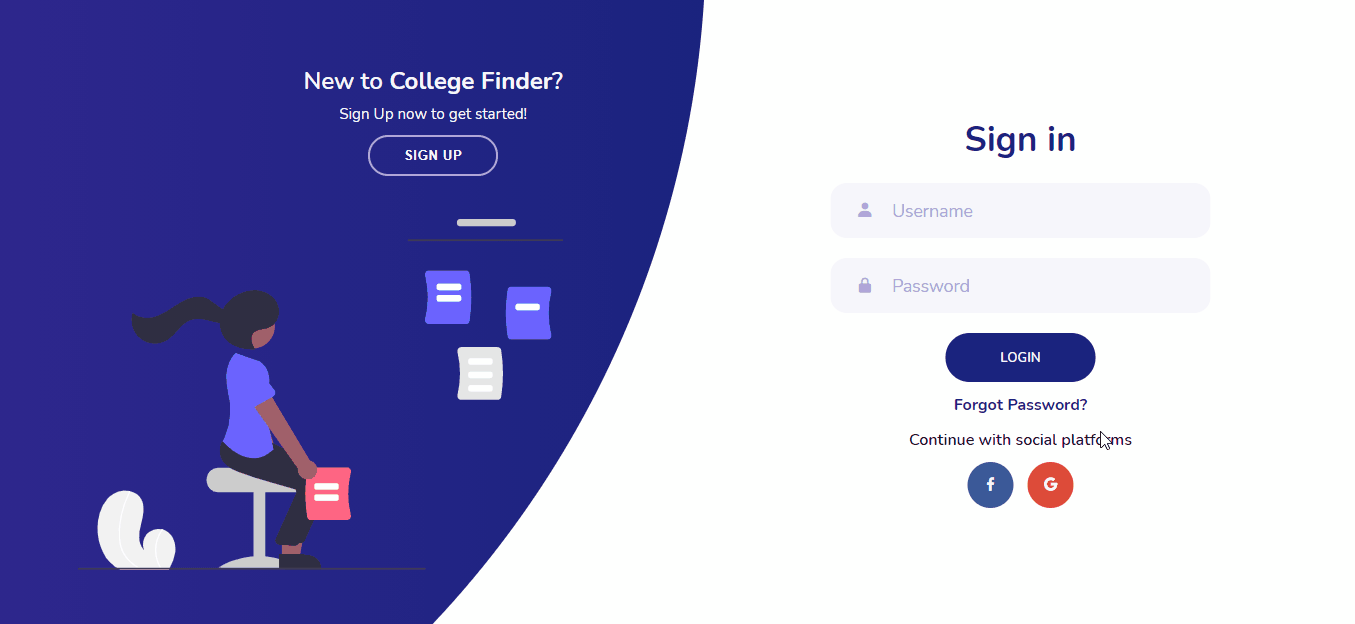 New to College Finder?
Sign Up now to get started!
SIGN UP
Sign in
Username
Password
LOGIN
Forgot Password?
Continue with social platforms
f
G